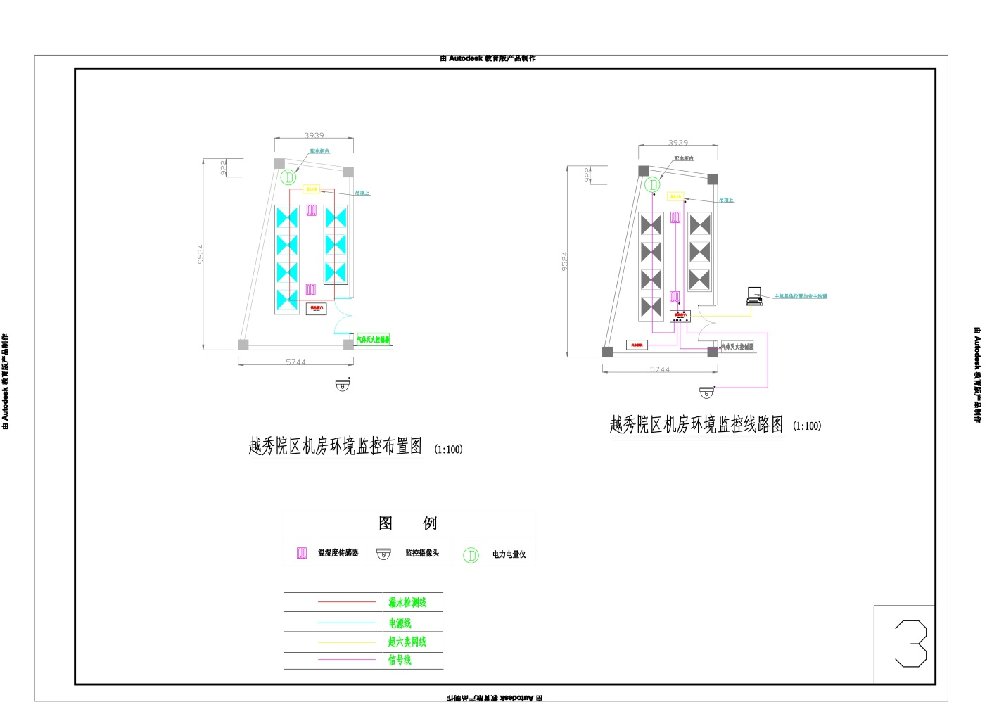 由 Autodesk 教育版产品制作
3939
配电柜内
922
吊顶上
9524
气体灭火控制器
5744
越秀院区机房环境监控布置图 (1:100)
3939
配电柜内
922
吊顶上
9524
主机具体位置与业主沟通
气体灭火控制器
5744
越秀院区机房环境监控线路图 (1:100)
图 例
温湿度传感器
监控摄像头
D
电力电量仪
漏水检测线
电源线
超六类网线
信号线
3
由 Autodesk 教育版产品制作
由 Autodesk 教育版产品制作
由 Autodesk 教育版产品制作